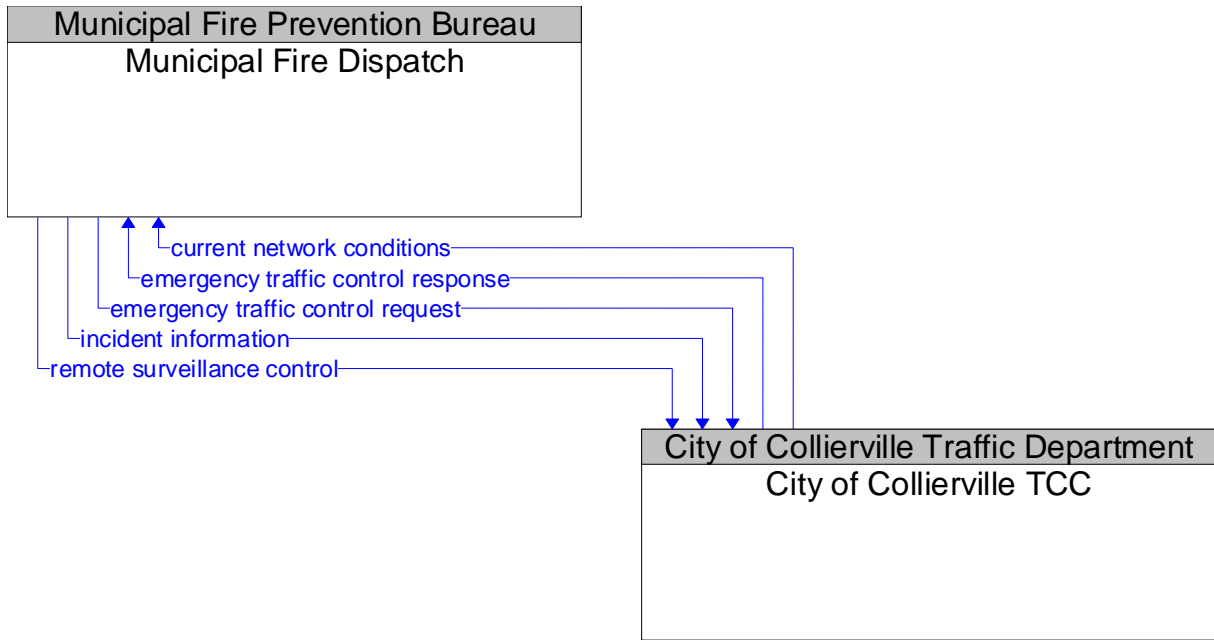 Municipal Fire Prevention Bureau
Municipal Fire Dispatch
current network conditions
emergency traffic control response
emergency traffic control request
incident information
remote surveillance control
City of Collierville Traffic Department
City of Collierville TCC